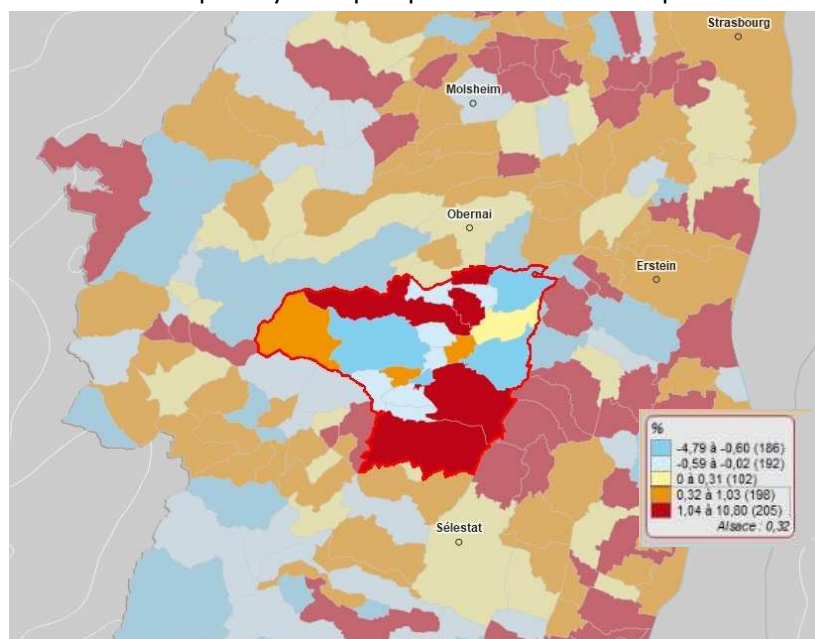 Strasbourg
Molsheim
Obernai
Erstein
Sélestat
%
-4,79 à -0,60 (186)
-0,59 à -0,02 (192)
0 à 0,31 (102)
0,32 à 1,03 (198)
1,04 à 10,80 (205)
Alsace : 0,32